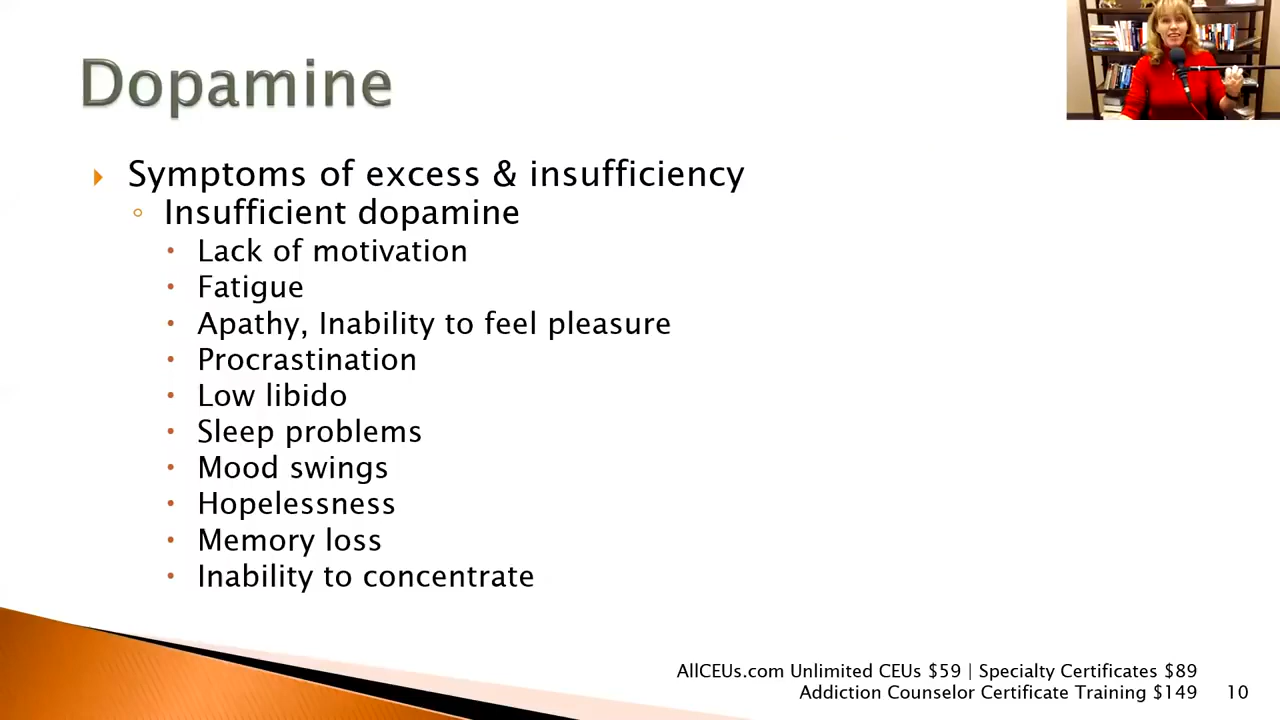 Dopamine
Symptoms of excess & insufficiency
Insufficient dopamine
Lack of motivation
Fatigue
Apathy, Inability to feel pleasure
Procrastination
Low libido
Sleep problems
Mood swings
Hopelessness
Memory loss
Inability to concentrate
AllCEUs.com Unlimited CEUs $59 | Specialty Certificates $89
Addiction Counselor Certificate Training $149
10